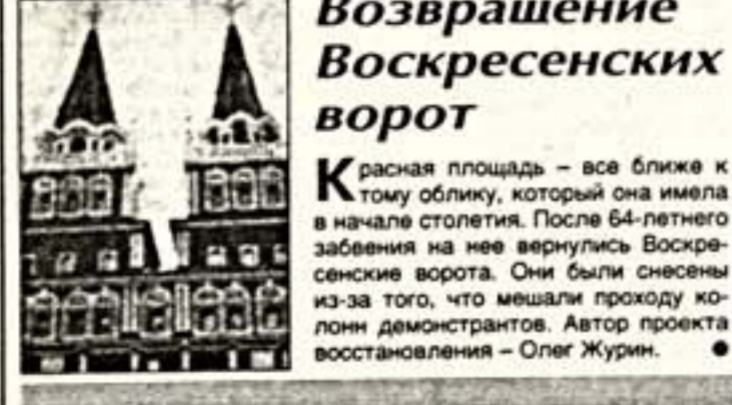 Возвращение
Воскресенских
ворот
Красная площадь – все ближе к
тому облику, который она имела
в начале столетия. После 64-летнего
забвения на нее вернулись Воскре-
сенские ворота. Они были снесены
из-за того, что мешали проходу ко-
лонн демонстрантов. Автор проекта
восстановления – Олег Журин. ●